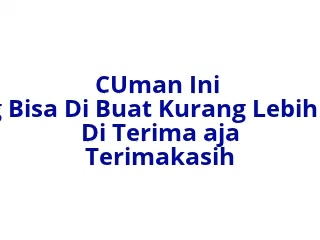 CUman Ini
Bisa Di Buat Kurang Lebih
Di Terima aja
Terimakasih